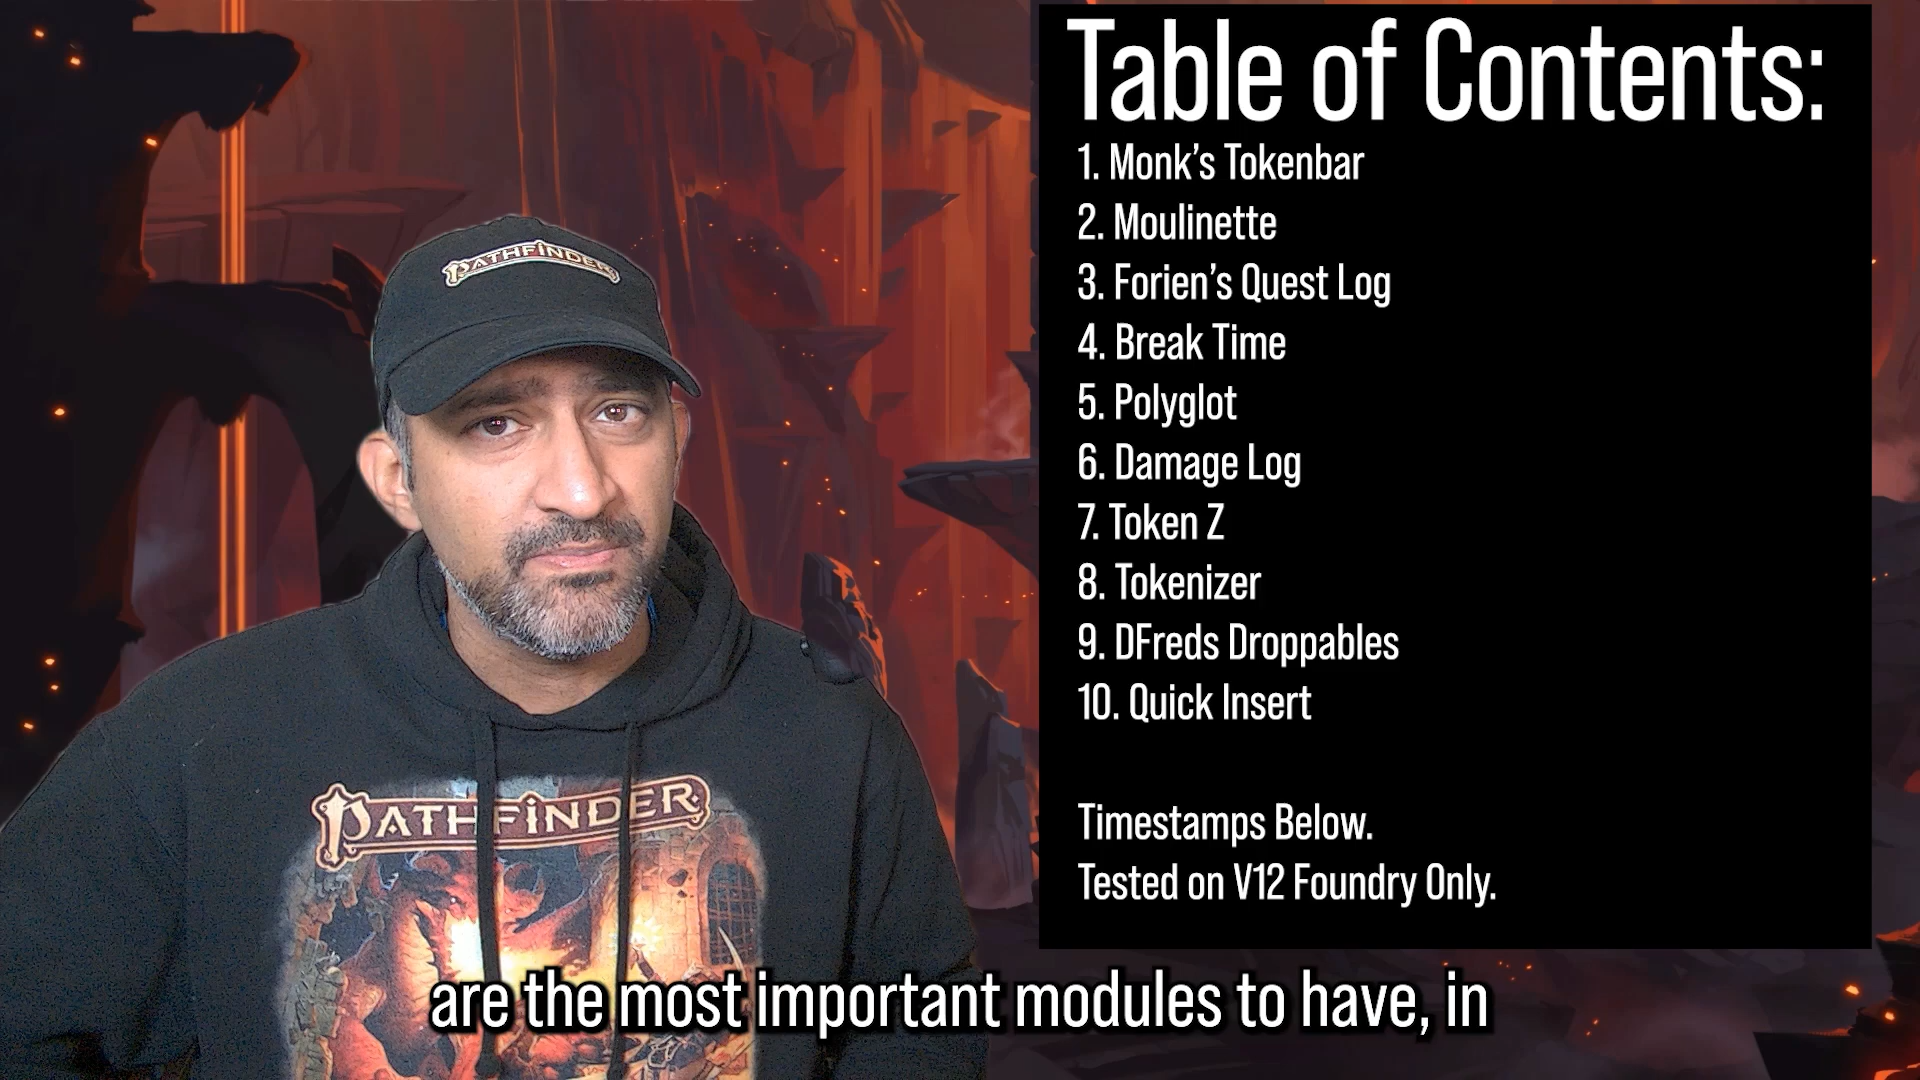 Table of Contents:
1. Monk's Tokenbar
2. Moulinette
3. Forien's Quest Log
4. Break Time
5. Polyglot
6. Damage Log
7. Token Z
8. Tokenizer
9. DFreds Droppables
10. Quick Insert
Timestamps Below.
Tested on V12 Foundry Only.
PATHFINDER
PATHFINDER
are the most important modules to have, in